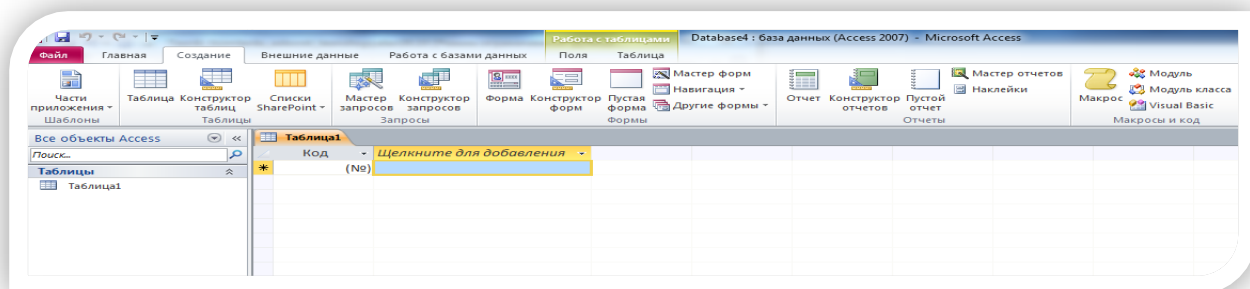 Работа с таблицами Database4 : база данных (Access 2007) - Microsoft Access
Файл Главная Создание Внешние данные Работа с базами данных Поля Таблица
Части приложения
Таблица
Конструктор таблиц
Списки SharePoint
Мастер запросов
Конструктор запросов
Форма
Конструктор форм
Пустая форма
Мастер форм
Навигация
Другие формы
Отчет
Конструктор отчетов
Пустой отчет
Мастер отчетов
Наклейки
Макрос
Модуль
Модуль класса
Visual Basic
Шаблоны Таблицы Запросы Формы Отчеты Макросы и код
Все объекты Access « Таблица1
Поиск... Код Щелкните для добавления
Таблицы * (№)
Таблица1